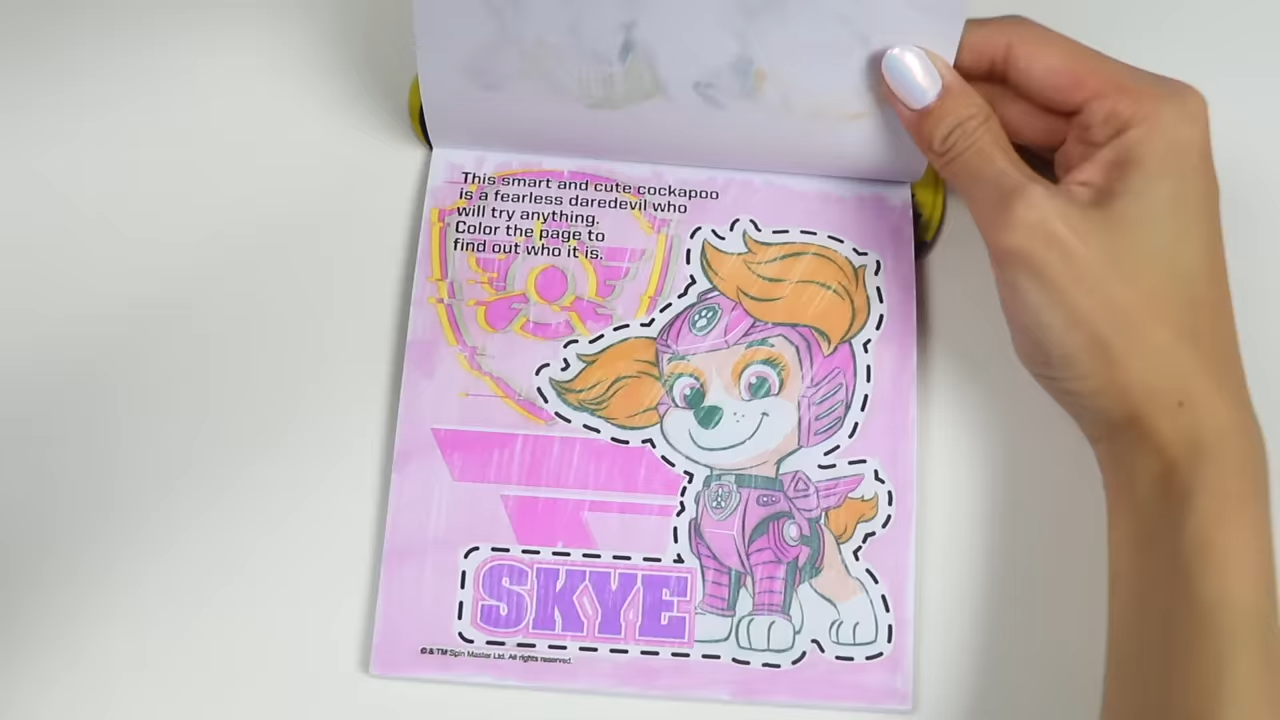 This smart and cute cockapoo
is a fearless daredevil who
will try anything.
Color the page to
find out who it is.
SKYE
©&TM Spin Master Ltd. All rights reserved.